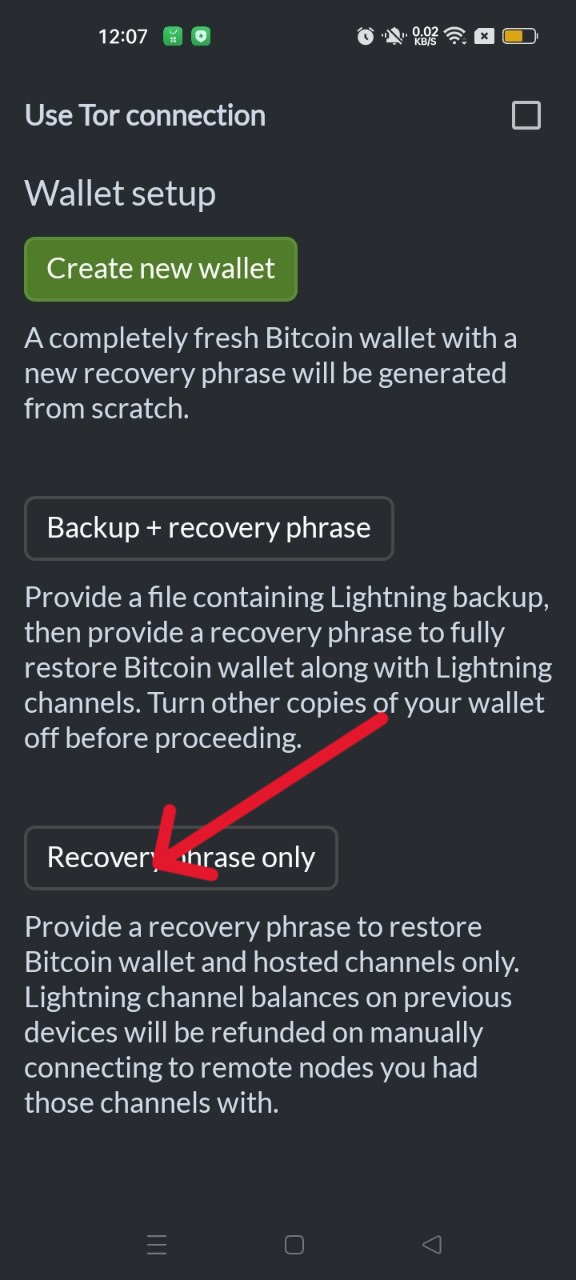 12:07 0.02 KB/S
Use Tor connection
Wallet setup
Create new wallet
A completely fresh Bitcoin wallet with a
new recovery phrase will be generated
from scratch.
Backup + recovery phrase
Provide a file containing Lightning backup,
then provide a recovery phrase to fully
restore Bitcoin wallet along with Lightning
channels. Turn other copies of your wallet
off before proceeding.
Recovery phrase only
Provide a recovery phrase to restore
Bitcoin wallet and hosted channels only.
Lightning channel balances on previous
devices will be refunded on manually
connecting to remote nodes you had
those channels with.